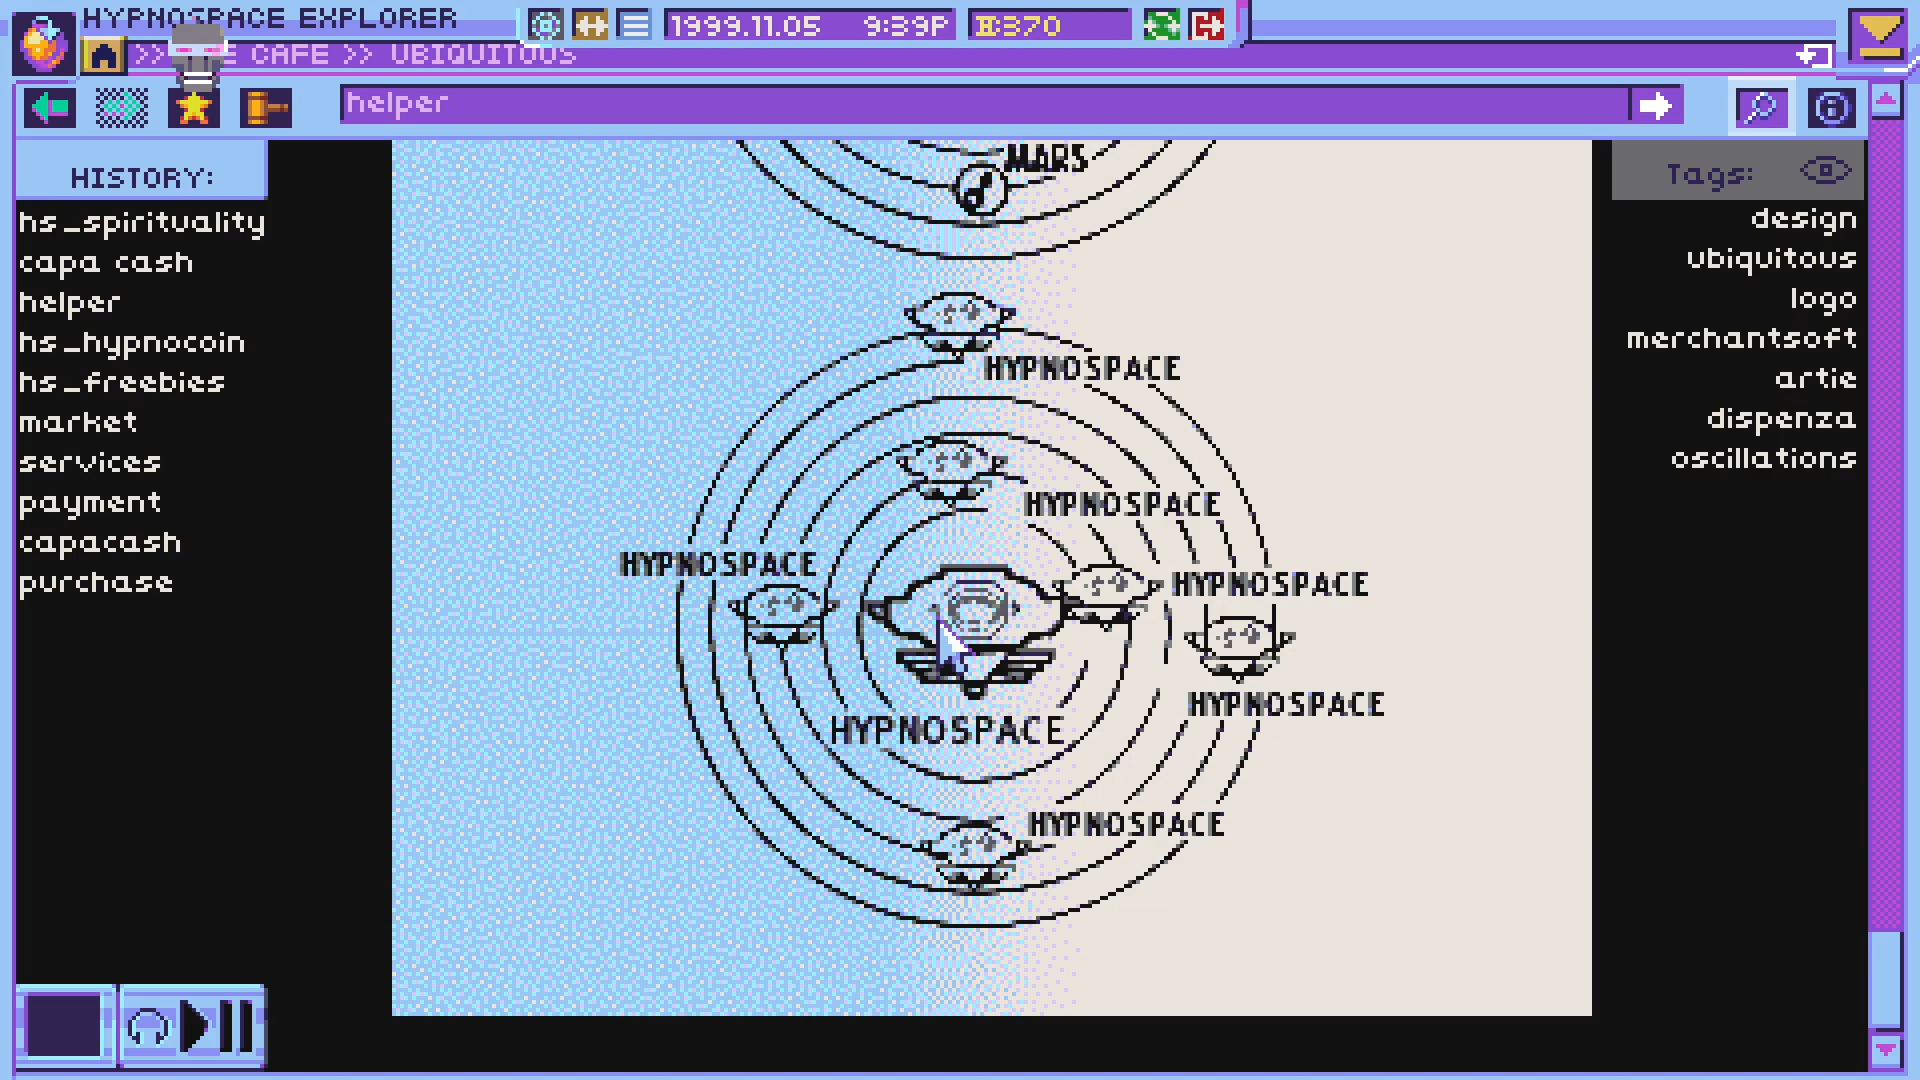 HYPNOSPACE EXPLORER
1999.11.05 9:39P
370
>> CAFE >> UBIQUITOUS
helper
HISTORY:
hs_spirituality
capa cash
helper
hs_hypnocoin
hs_freebies
market
services
payment
capacash
purchase
MARS
HYPNOSPACE
HYPNOSPACE
HYPNOSPACE
HYPNOSPACE
HYPNOSPACE
HYPNOSPACE
HYPNOSPACE
Tags:
design
ubiquitous
logo
merchantsoft
artie
dispenza
oscillations